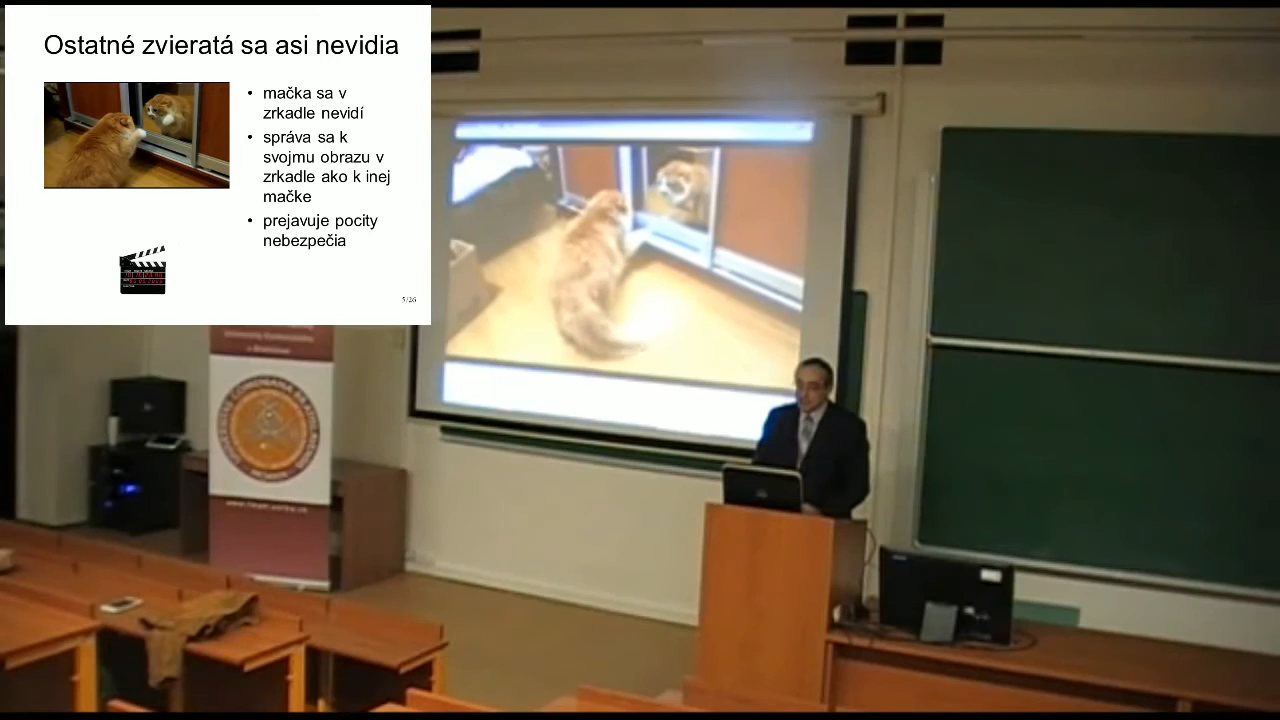 Ostatné zvieratá sa asi nevidia
• mačka sa v
zrkadle nevidí
• správa sa k
svojmu obrazu v
zrkadle ako k inej
mačke
• prejavuje pocity
nebezpečia
5/26